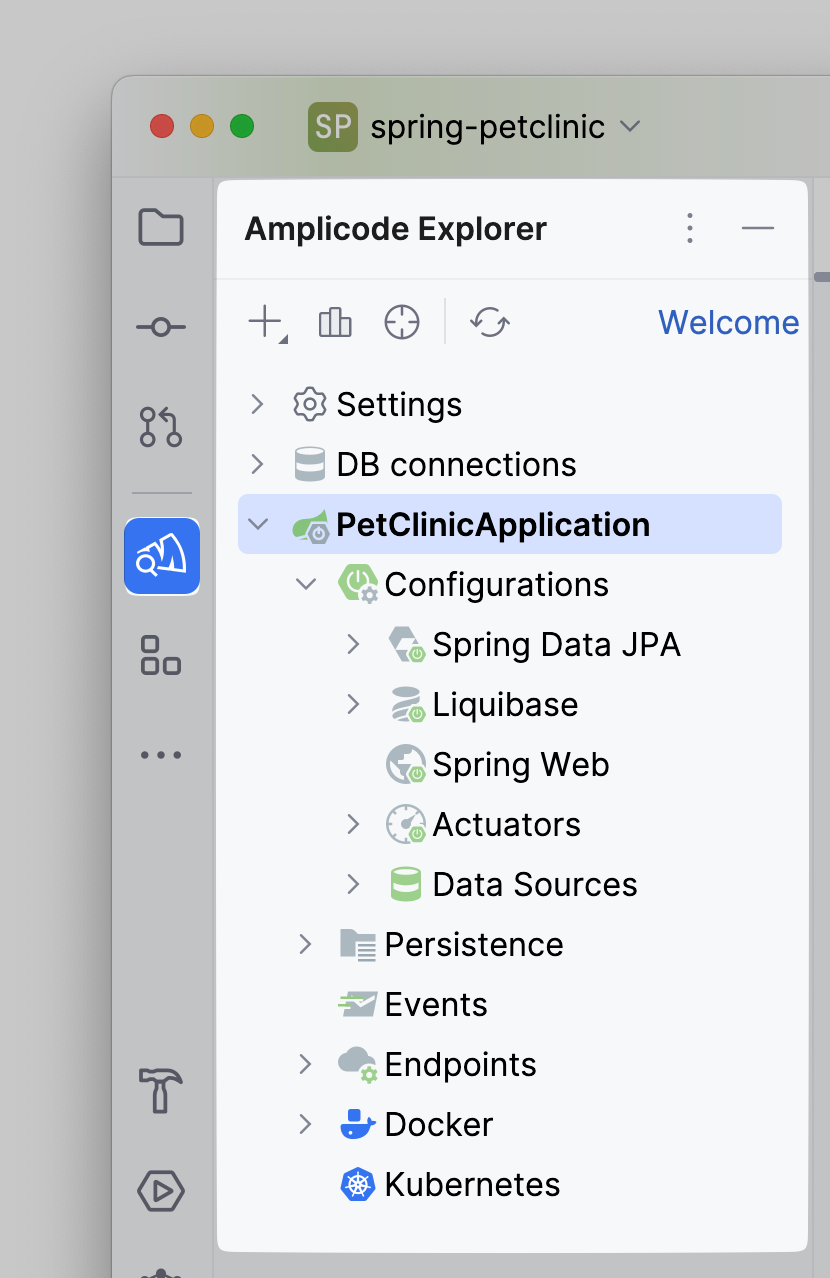 SP spring-petclinic
Amplicode Explorer
Welcome
Settings
DB connections
PetClinicApplication
Configurations
Spring Data JPA
Liquibase
Spring Web
Actuators
Data Sources
Persistence
Events
Endpoints
Docker
Kubernetes